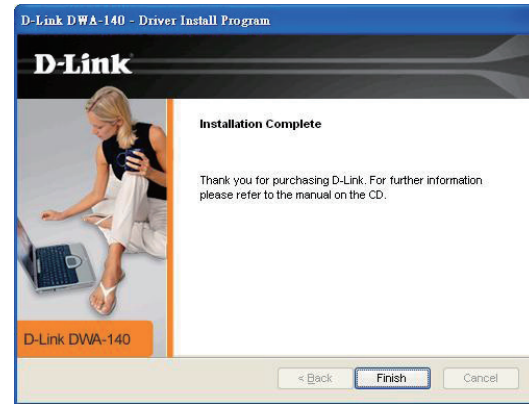 D-Link DWA-140 - Driver Install Program
D-Link
Installation Complete
Thank you for purchasing D-Link. For further information
please refer to the manual on the CD.
D-Link DWA-140
< Back
Finish
Cancel